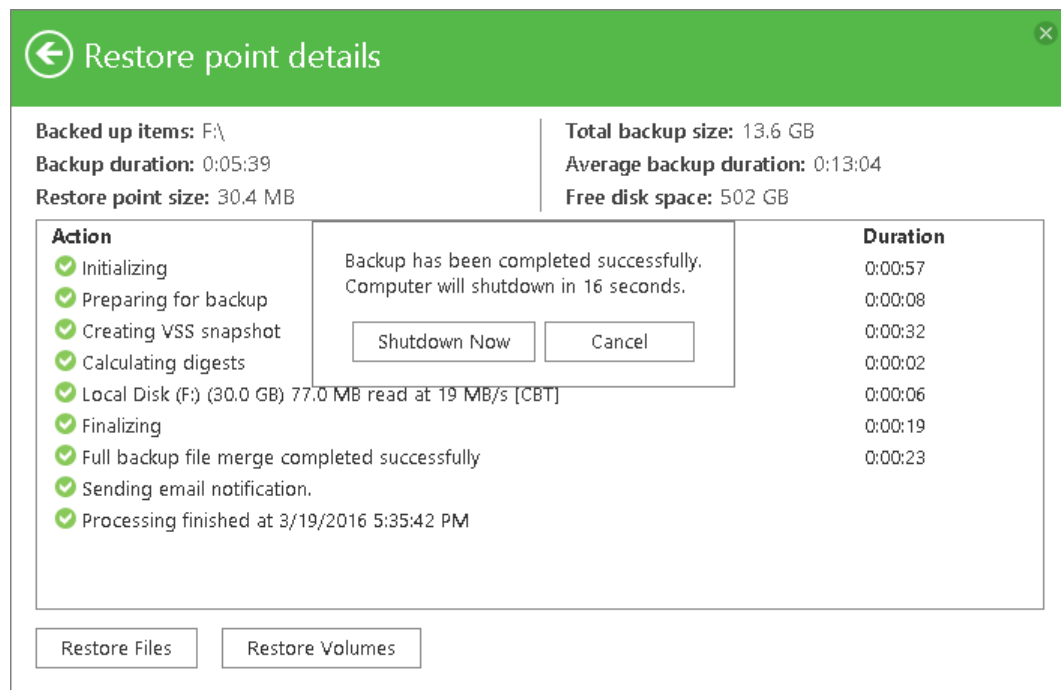 Restore point details
Backed up items: F:\
Total backup size: 13.6 GB
Backup duration: 0:05:39
Average backup duration: 0:13:04
Restore point size: 30.4 MB
Free disk space: 502 GB
Action Duration
Initializing 0:00:57
Preparing for backup 0:00:08
Creating VSS snapshot 0:00:32
Calculating digests 0:00:02
Local Disk (F:) (30.0 GB) 77.0 MB read at 19 MB/s [CBT] 0:00:06
Finalizing 0:00:19
Full backup file merge completed successfully 0:00:23
Sending email notification.
Processing finished at 3/19/2016 5:35:42 PM
Backup has been completed successfully.
Computer will shutdown in 16 seconds.
Shutdown Now Cancel
Restore Files Restore Volumes